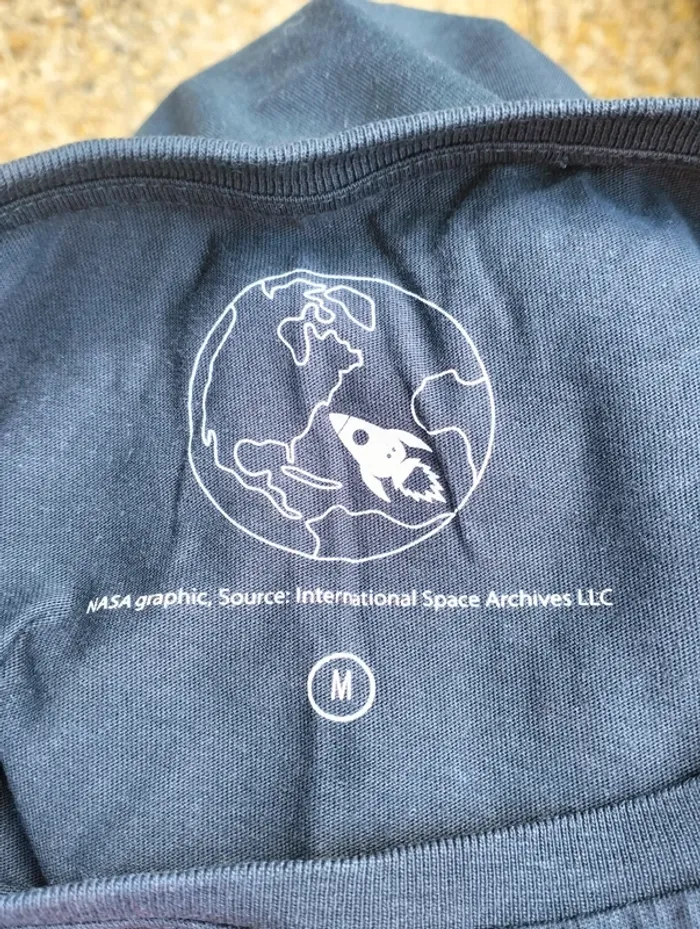 NASA graphic, Source: International Space Archives LLC
M